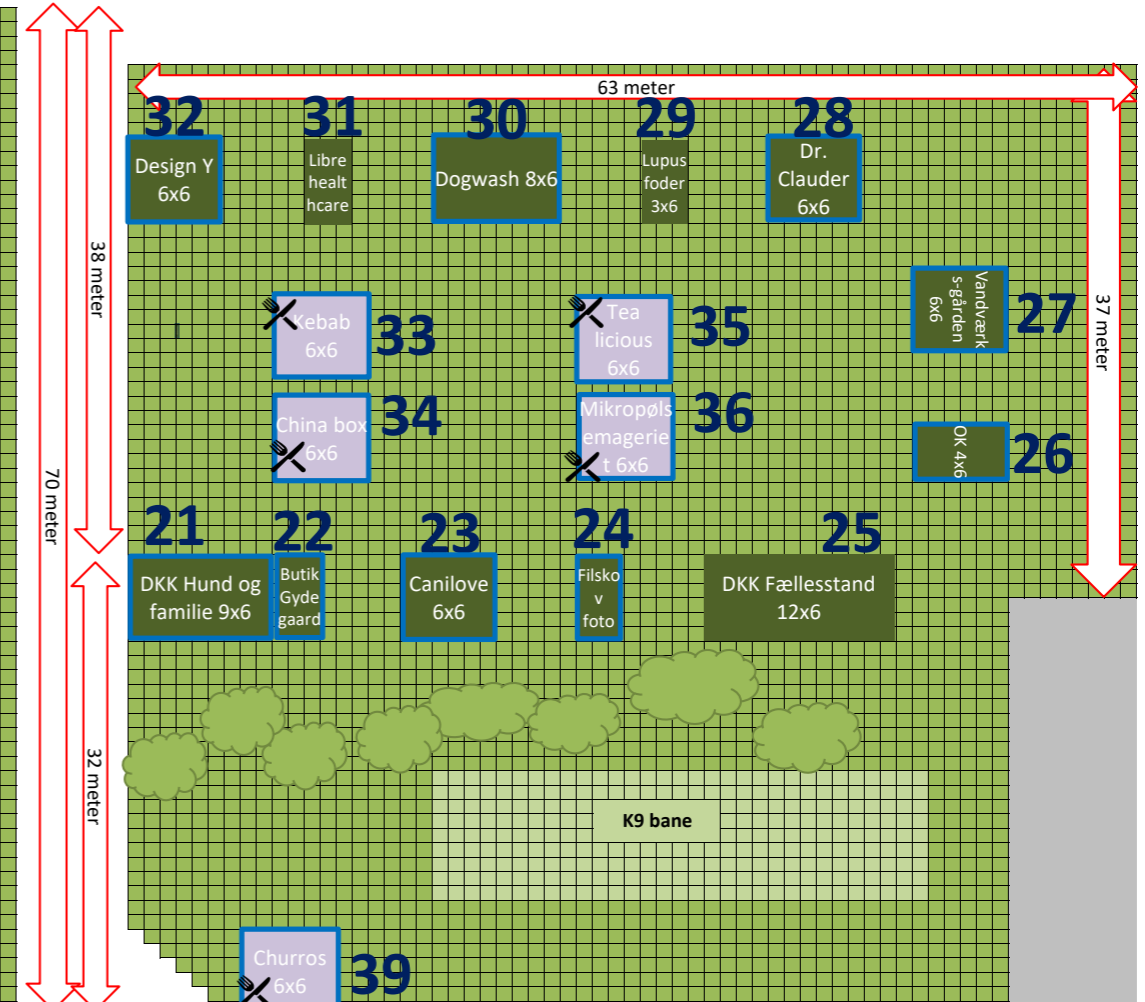 63 meter
32
31
30
29
28
Design Y
6x6
Libre
healt
hcare
Dogwash 8x6
Lupus
foder
3x6
Dr.
Clauder
6x6
38 meter
37 meter
70 meter
Vandværk
s-gården
6x6
27
Kebab
6x6
33
Tea
licious
6x6
35
China box
6x6
34
Mikropøls
emagerie
t 6x6
36
OK 4x6
26
21
22
23
24
25
DKK Hund og
familie 9x6
Butik
Gyde
gaard
Canilove
6x6
Filsko
v
foto
DKK Fællesstand
12x6
32 meter
K9 bane
Churros
6x6
39